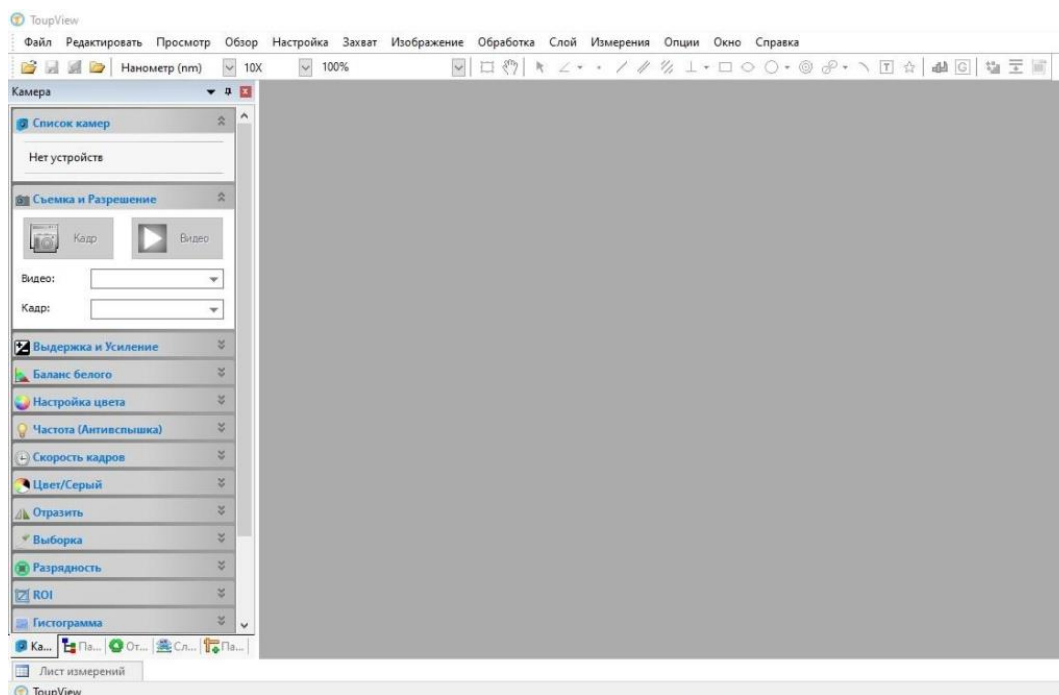 ToupView
Файл Редактировать Просмотр Обзор Настройка Захват Изображение Обработка Слой Измерения Опции Окно Справка
Нанометр (nm) 10X 100%
Камера
Список камер
Нет устройств
Съемка и Разрешение
Кадр Видео
Видео:
Кадр:
Выдержка и Усиление
Баланс белого
Настройка цвета
Частота (Антивспышка)
Скорость кадров
Цвет/Серый
Отразить
Выборка
Разрядность
ROI
Гистограмма
Ка... Па... От... Сл... Па...
Лист измерений
ToupView